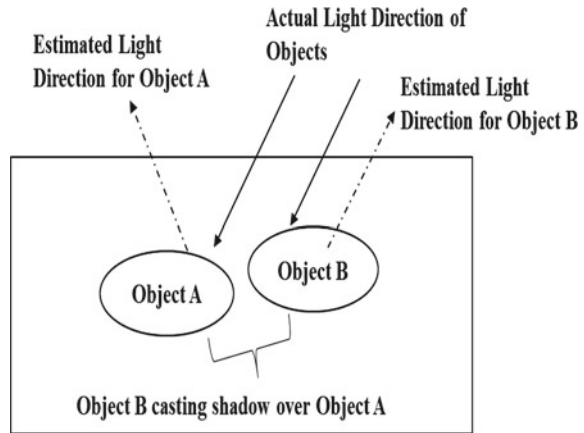 Estimated Light
Direction for Object A
Actual Light Direction of
Objects
Estimated Light
Direction for Object B
Object A
Object B
Object B casting shadow over Object A